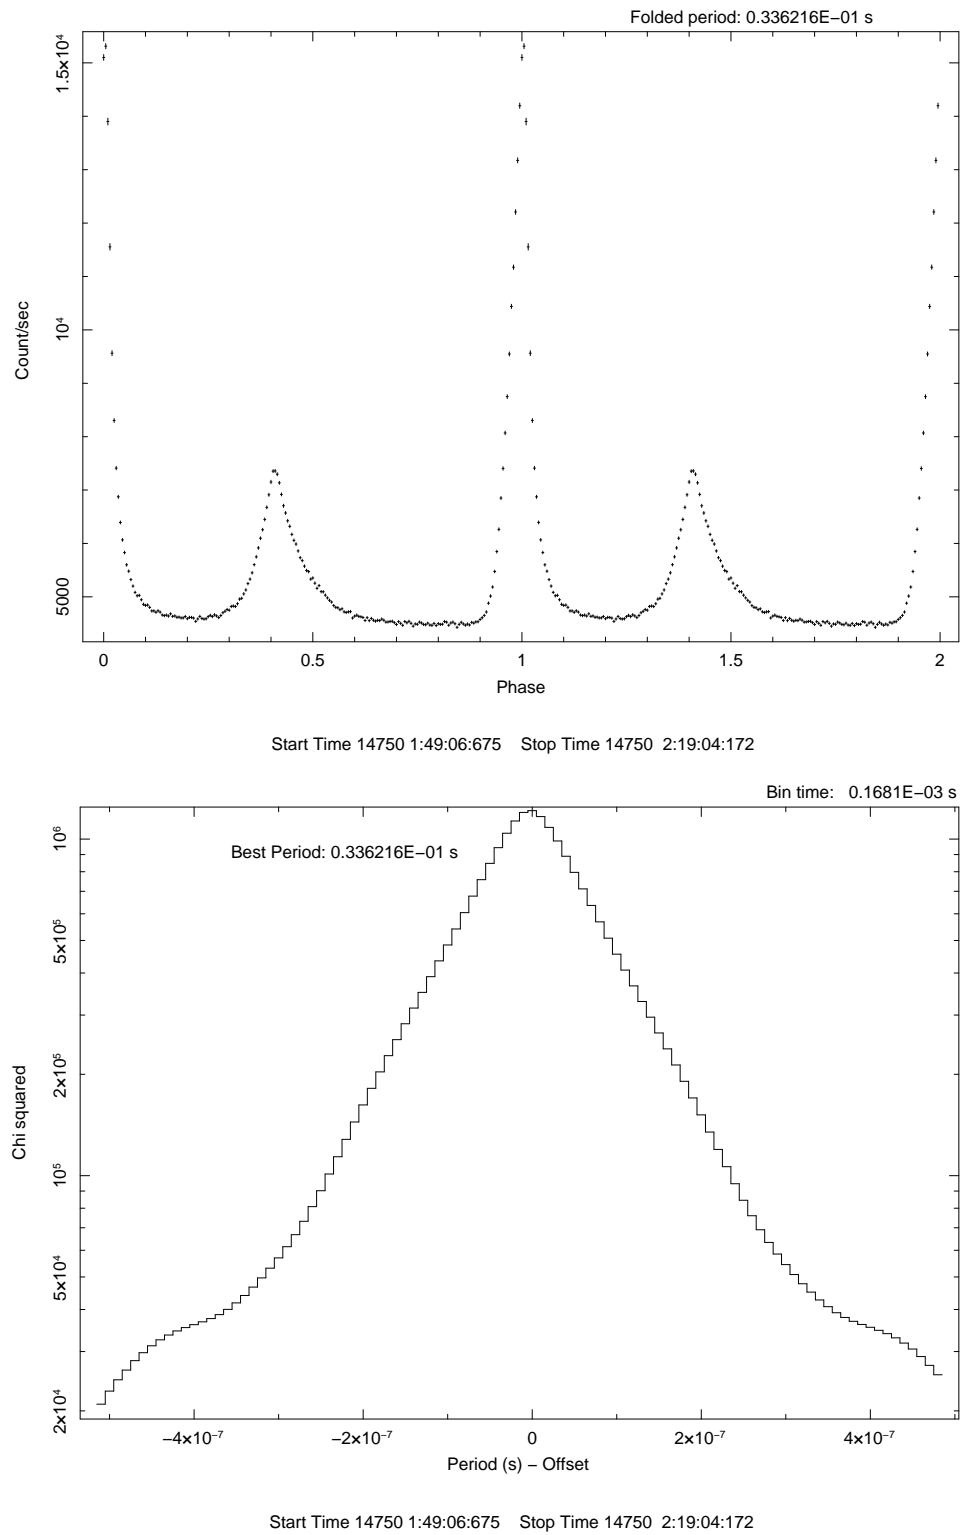 Folded period: 0.336216E−01 s
1.5×10⁴
10⁴
5000
Count/sec
0 0.5 1 1.5 2
Phase
Start Time 14750 1:49:06:675 Stop Time 14750 2:19:04:172
Bin time: 0.1681E−03 s
Best Period: 0.336216E−01 s
10⁶
5×10⁵
2×10⁵
10⁵
5×10⁴
2×10⁴
Chi squared
−4×10⁻⁷ −2×10⁻⁷ 0 2×10⁻⁷ 4×10⁻⁷
Period (s) − Offset
Start Time 14750 1:49:06:675 Stop Time 14750 2:19:04:172